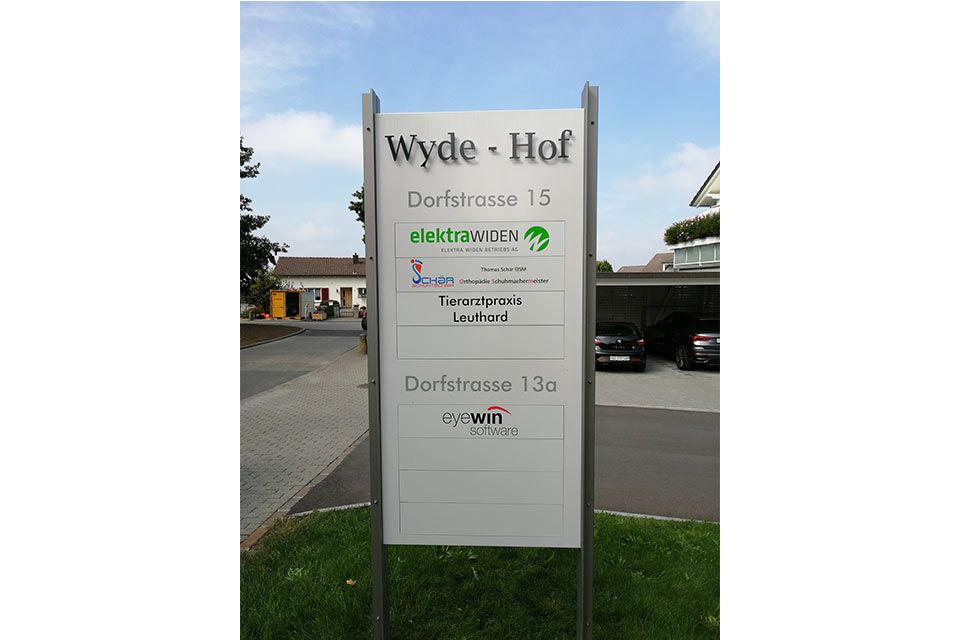 Wyde - Hof
Dorfstrasse 15
elektraWIDEN
ELEKTRA WIDEN BETRIEBS AG
SCHÄR
SCHUHTECHNIK
Thomas Schär OSM
Orthopädie Schuhmachermeister
Tierarztpraxis
Leuthard
Dorfstrasse 13a
eyewin
software